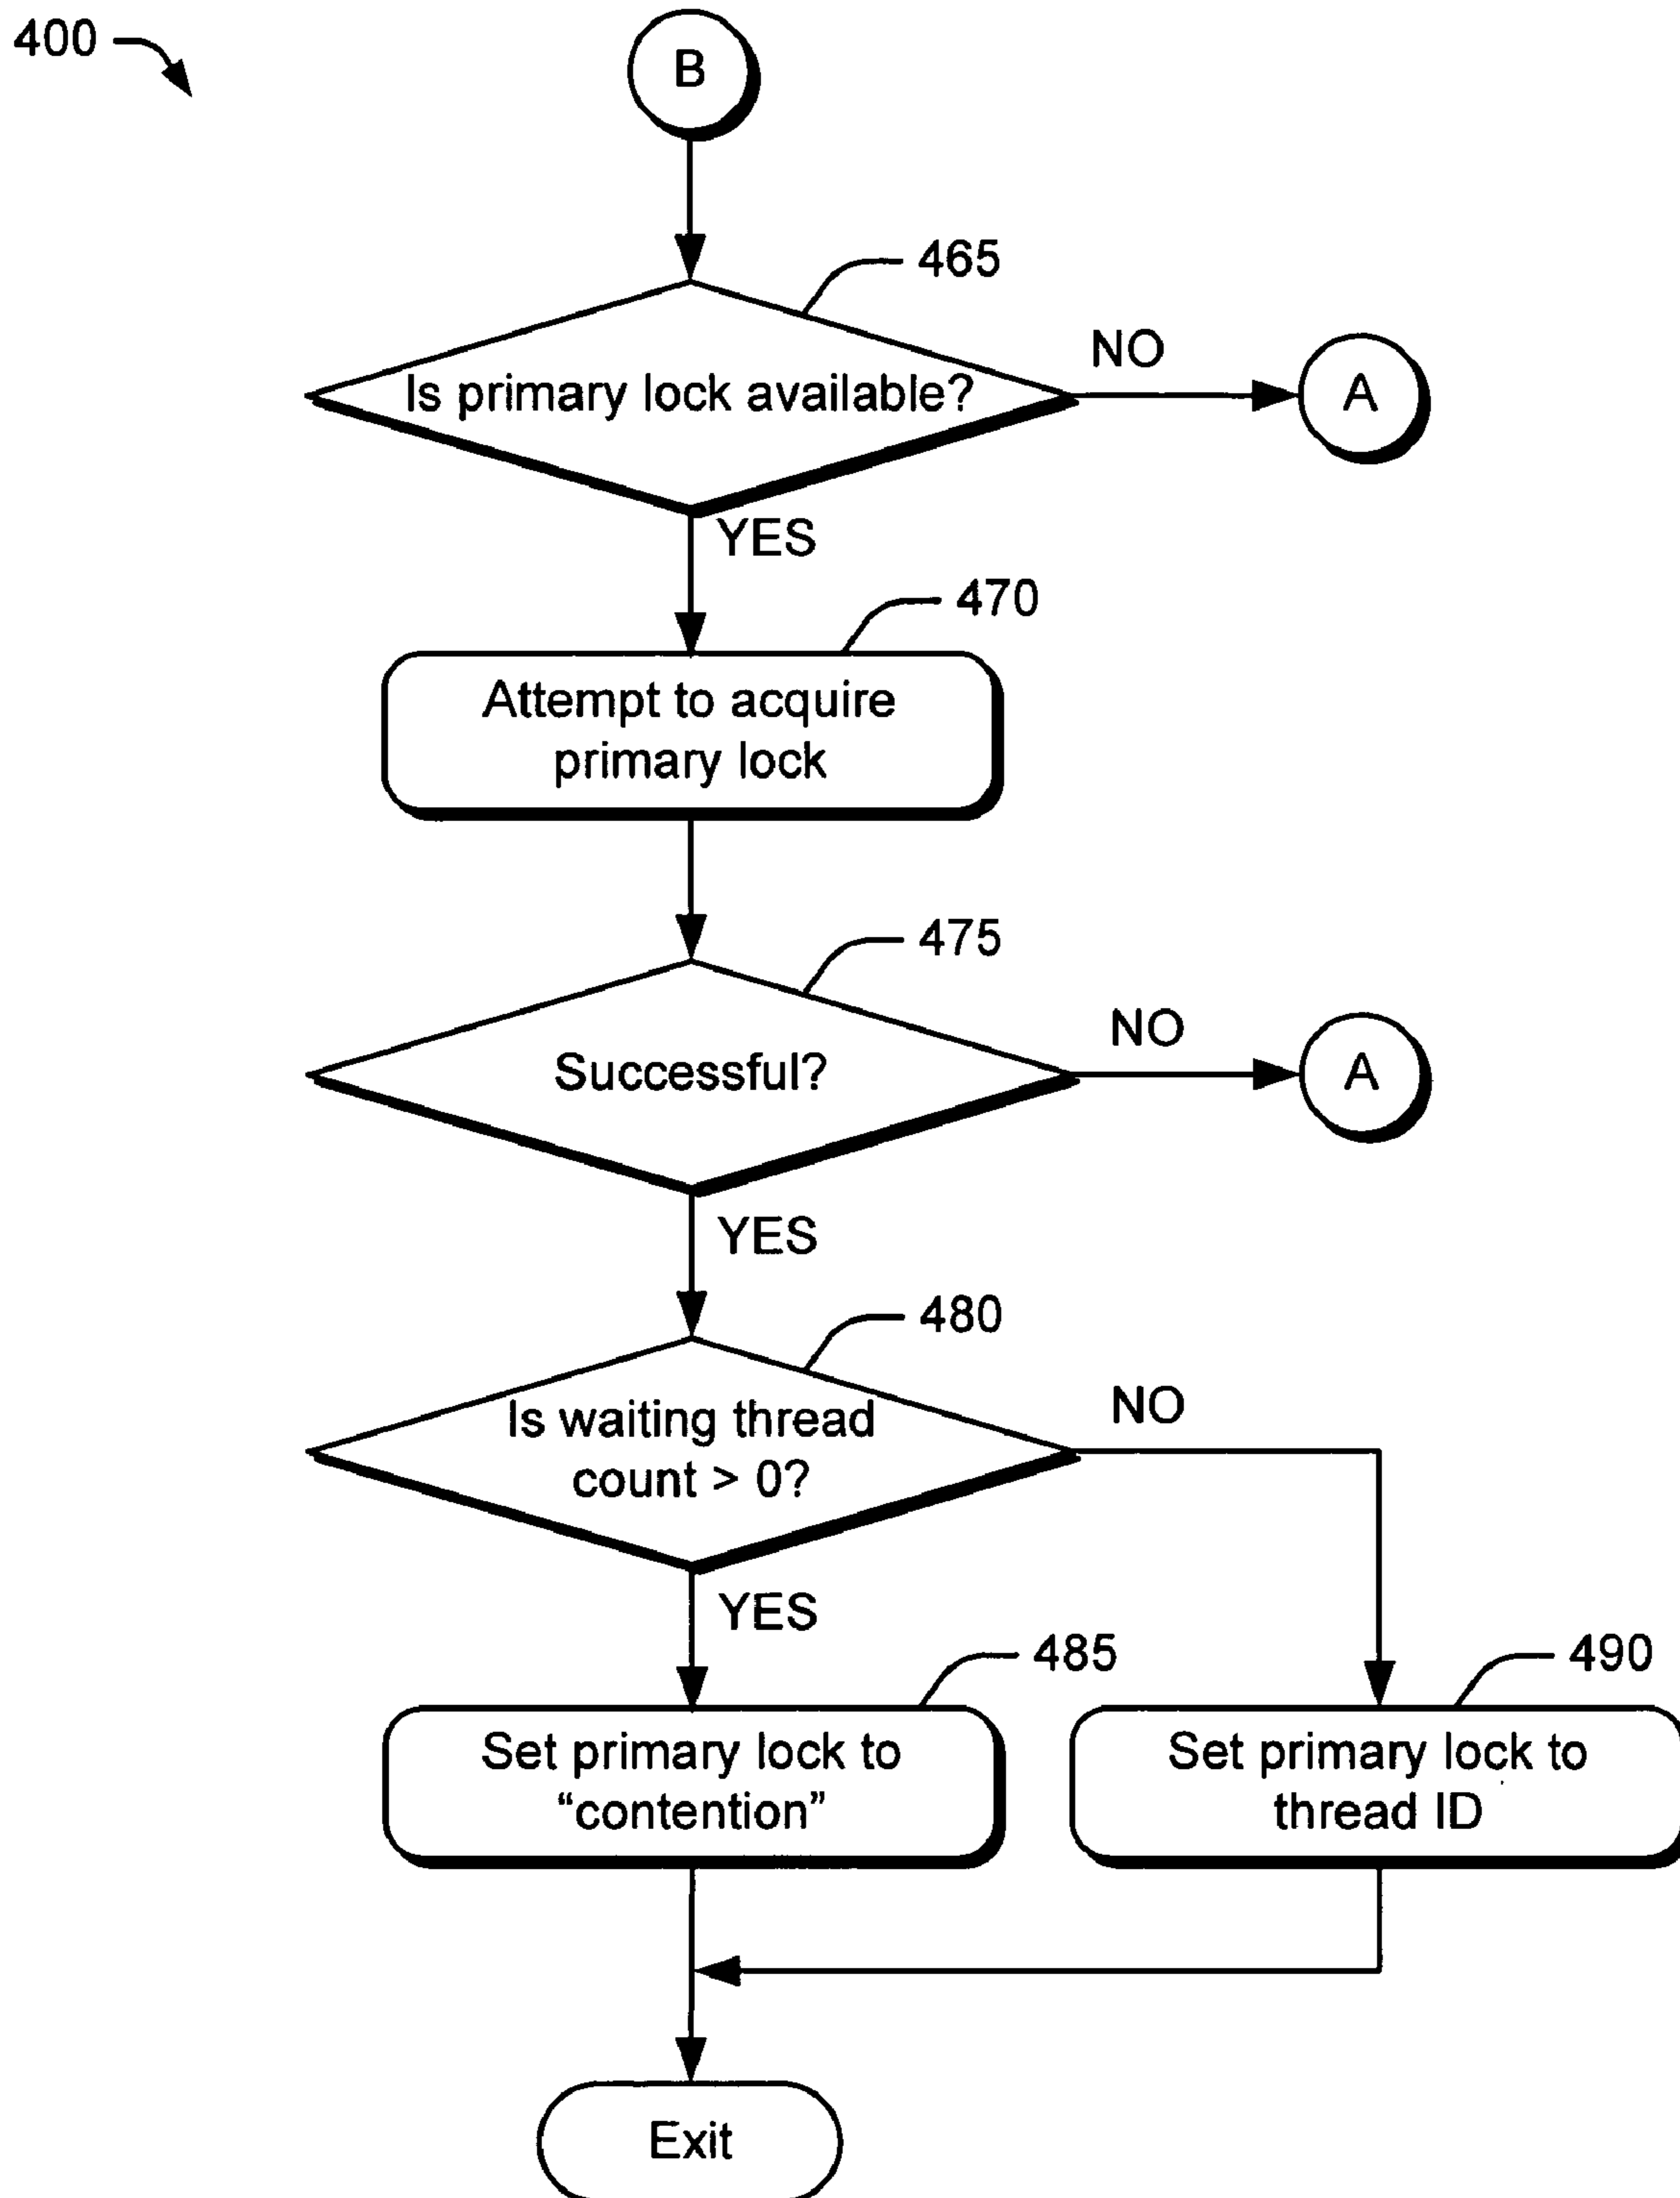 400
B
465
Is primary lock available?
NO
A
YES
470
Attempt to acquire
primary lock
475
Successful?
NO
A
YES
480
Is waiting thread
count > 0?
NO
YES
485
Set primary lock to
“contention”
490
Set primary lock to
thread ID
Exit